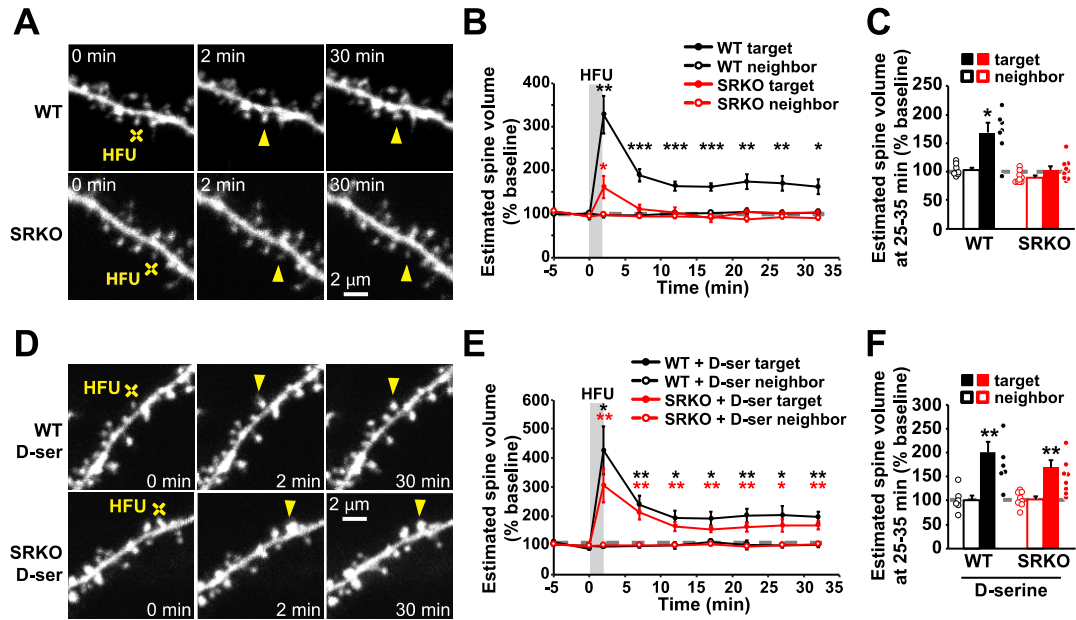 A
0 min
2 min
30 min
WT
HFU
SRKO
HFU
2 µm
B
WT target
WT neighbor
SRKO target
SRKO neighbor
HFU
**
*
*** *** *** ** ** *
Estimated spine volume
(% baseline)
400
300
200
100
0
-5 0 5 10 15 20 25 30 35
Time (min)
C
target
neighbor
Estimated spine volume
at 25-35 min (% baseline)
250
200
150
100
50
0
*
WT SRKO
D
HFU
WT
D-ser
0 min
2 min
30 min
HFU
2 µm
SRKO
D-ser
0 min
2 min
30 min
E
WT + D-ser target
WT + D-ser neighbor
SRKO + D-ser target
SRKO + D-ser neighbor
HFU
*
**
** * * ** * **
** ** ** ** * **
Estimated spine volume
(% baseline)
600
500
400
300
200
100
0
-5 0 5 10 15 20 25 30 35
Time (min)
F
target
neighbor
Estimated spine volume
at 25-35 min (% baseline)
300
250
200
150
100
50
0
** **
WT SRKO
D-serine